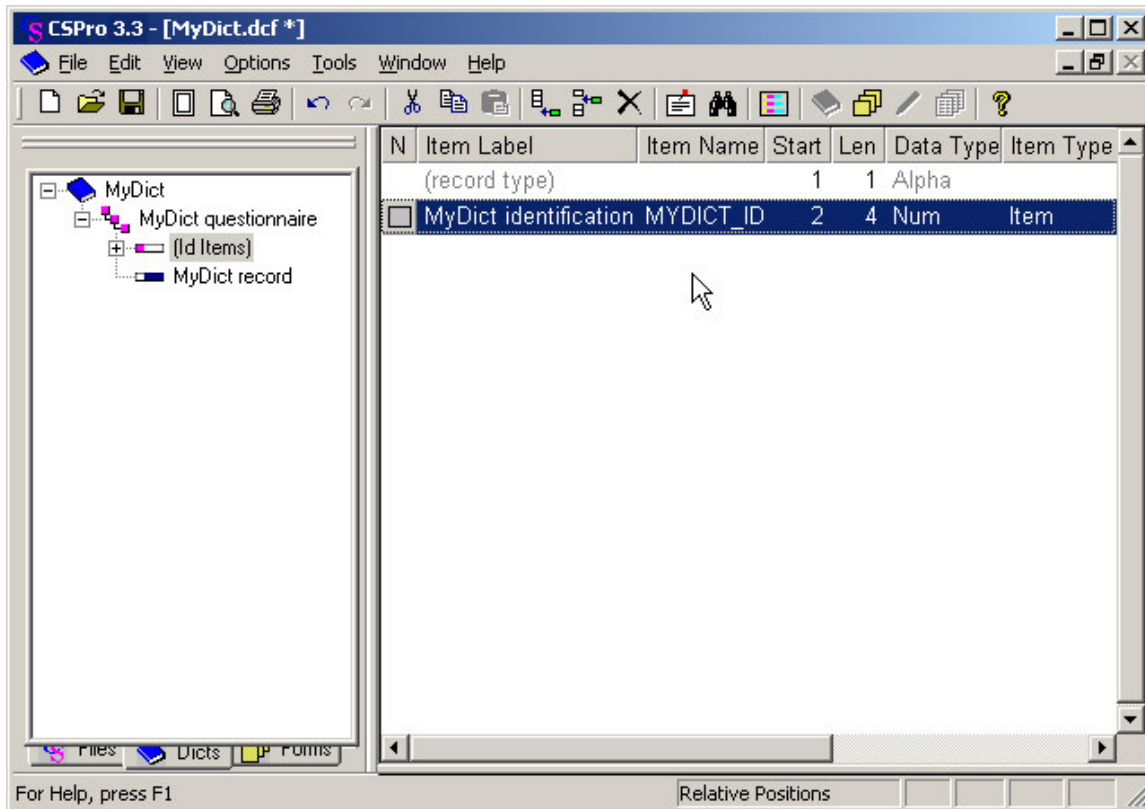 CSPro 3.3 - [MyDict.dcf *]
File Edit View Options Tools Window Help
N Item Label Item Name Start Len Data Type Item Type
(record type) 1 1 Alpha
MyDict identification MYDICT_ID 2 4 Num Item
MyDict
MyDict questionnaire
(Id Items)
MyDict record
Files Dicts Forms
For Help, press F1 Relative Positions